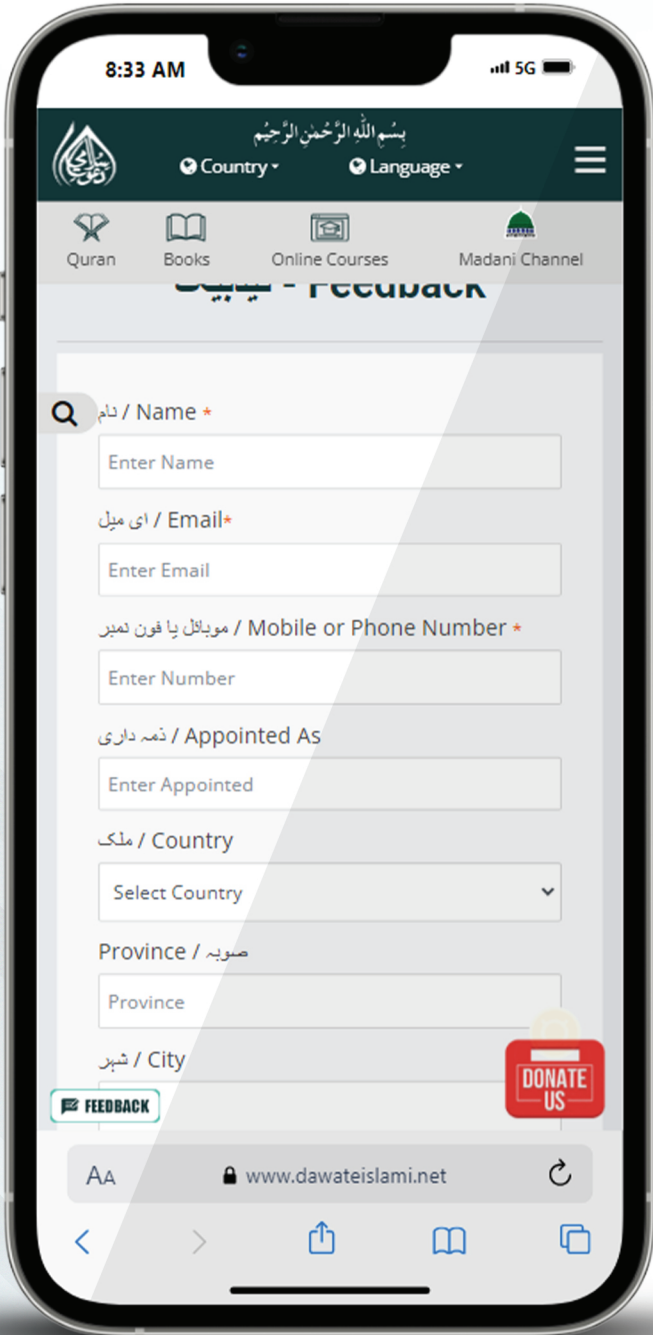 8:33 AM
5G
بِسْمِ اللّٰهِ الرَّحْمٰنِ الرَّحِيْمِ
Country
Language
Quran
Books
Online Courses
Madani Channel
- Feedback
نام / Name *
Enter Name
ای میل / Email*
Enter Email
موبائل یا فون نمبر / Mobile or Phone Number *
Enter Number
ذمہ داری / Appointed As
Enter Appointed
ملک / Country
Select Country
Province / صوبہ
Province
شہر / City
DONATE
US
FEEDBACK
AA
www.dawateislami.net